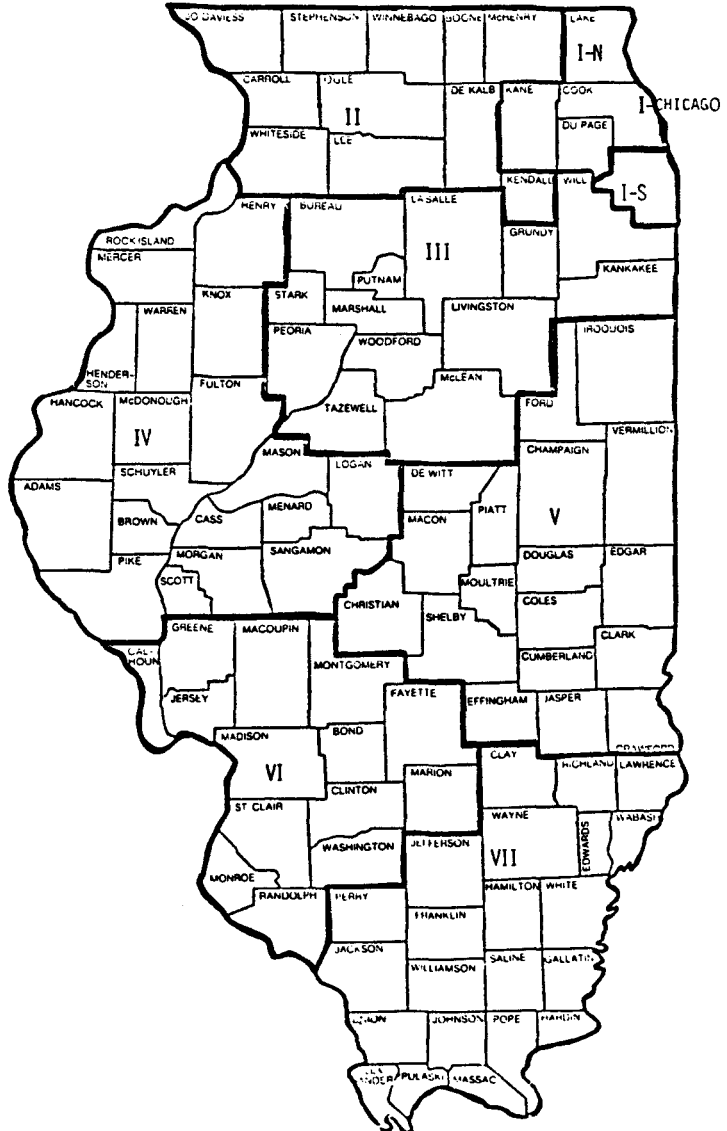 JO DAVIESS STEPHENSON WINNEBAGO BOONE McHENRY LAKE
I-N
CARROLL OGLE DE KALB KANE COOK
I-CHICAGO
II
DU PAGE
WHITESIDE LEE
KENDALL WILL
I-S
HENRY BUREAU LA SALLE
GRUNDY
ROCK ISLAND
III
MERCER
PUTNAM
KANKAKEE
KNOX STARK
MARSHALL
WARREN LIVINGSTON
PEORIA
IROQUOIS
WOODFORD
HENDER-
SON
McLEAN
FULTON
HANCOCK McDONOUGH
TAZEWELL
FORD
IV
VERMILLION
MASON
CHAMPAIGN
SCHUYLER
LOGAN
DE WITT
ADAMS
MENARD
PIATT
CASS
V
BROWN
MACON
SANGAMON
MORGAN
PIKE
DOUGLAS EDGAR
SCOTT
MOULTRIE
CHRISTIAN
COLES
SHELBY
GREENE MACOUPIN
CLARK
CAL-
HOUN
CUMBERLAND
MONTGOMERY
FAYETTE
JERSEY
EFFINGHAM JASPER
CRAWFORD
MADISON BOND
CLAY
VI
RICHLAND LAWRENCE
MARION
CLINTON
ST CLAIR
WAYNE
WABASH
EDWARDS
WASHINGTON JEFFERSON
VII
MONROE
HAMILTON WHITE
RANDOLPH PERRY
FRANKLIN
JACKSON
SALINE GALLATIN
WILLIAMSON
UNION JOHNSON POPE HARDIN
PULASKI MASSAC
ANDER